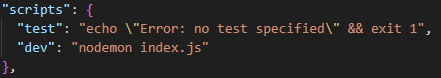 "scripts": {
"test": "echo \"Error: no test specified\" && exit 1",
"dev": "nodemon index.js"
},